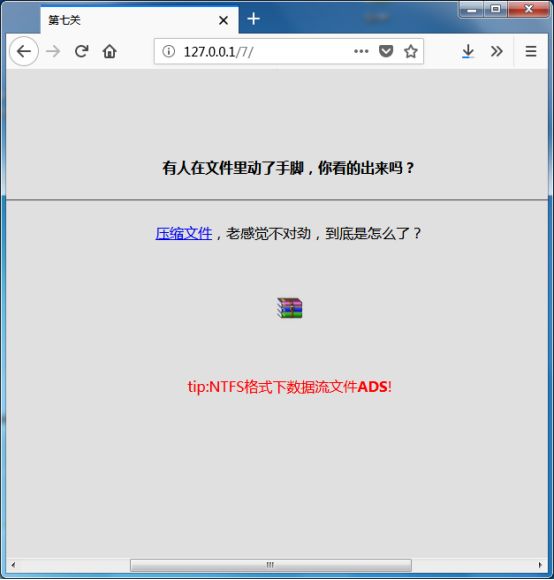 第七关
127.0.0.1/7/
有人在文件里动了手脚，你看的出来吗？
压缩文件，老感觉不对劲，到底是怎么了？
tip:NTFS格式下数据流文件ADS!